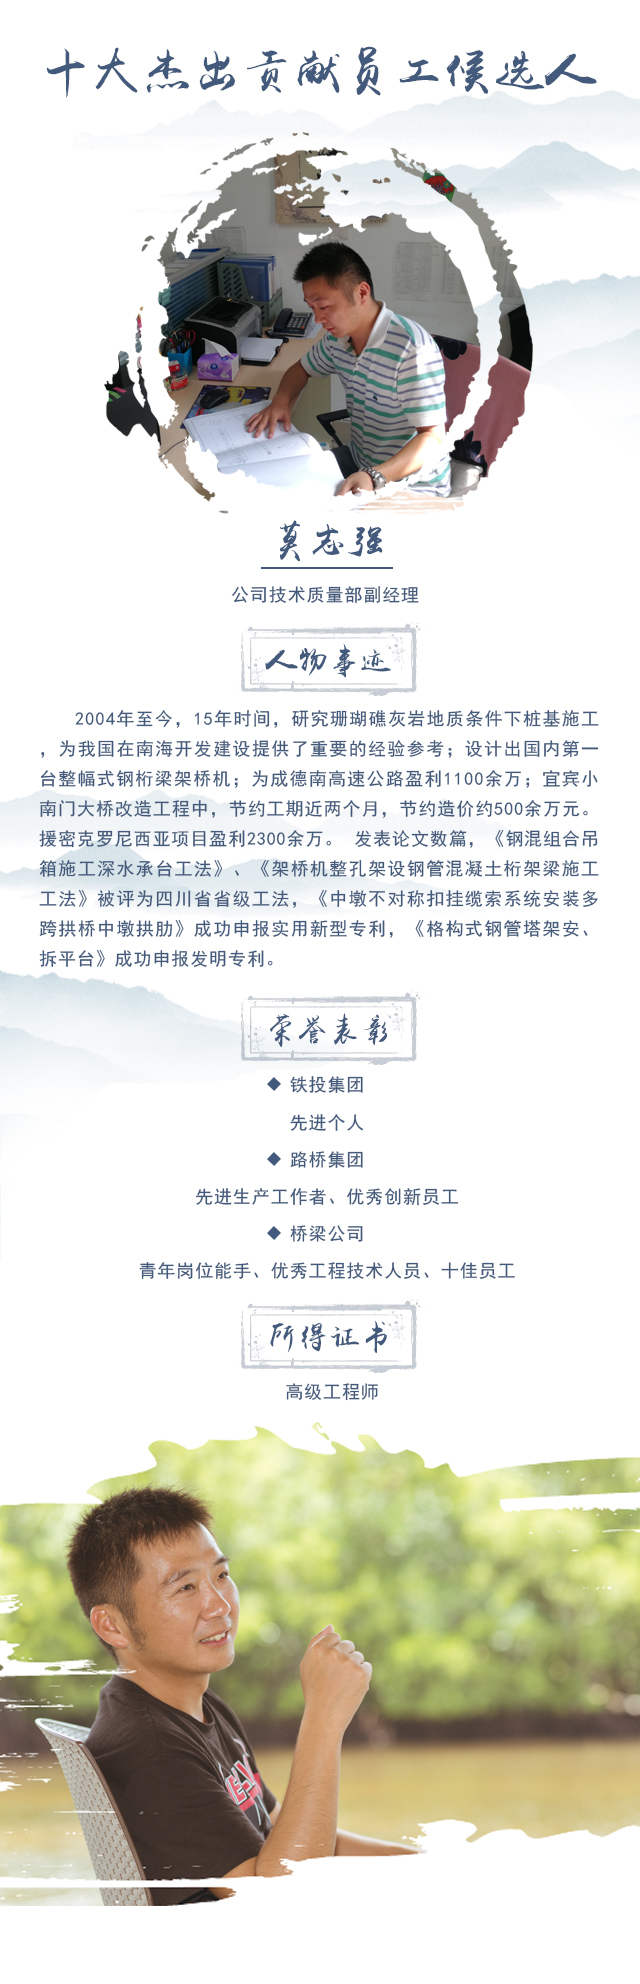 十大杰出贡献员工候选人
莫志强
公司技术质量部副经理
人物事迹
2004年至今，15年时间，研究珊瑚礁灰岩地质条件下桩基施工
，为我国在南海开发建设提供了重要的经验参考；设计出国内第一
台整幅式钢桁梁架桥机；为成德南高速公路盈利1100余万；宜宾小
南门大桥改造工程中，节约工期近两个月，节约造价约500余万元。
援密克罗尼西亚项目盈利2300余万。 发表论文数篇，《钢混组合吊
箱施工深水承台工法》、《架桥机整孔架设钢管混凝土桁架梁施工
工法》被评为四川省省级工法，《中墩不对称扣挂缆索系统安装多
跨拱桥中墩拱肋》成功申报实用新型专利，《格构式钢管塔架安、
拆平台》成功申报发明专利。
荣誉表彰
◆ 铁投集团
先进个人
◆ 路桥集团
先进生产工作者、优秀创新员工
◆ 桥梁公司
青年岗位能手、优秀工程技术人员、十佳员工
所得证书
高级工程师